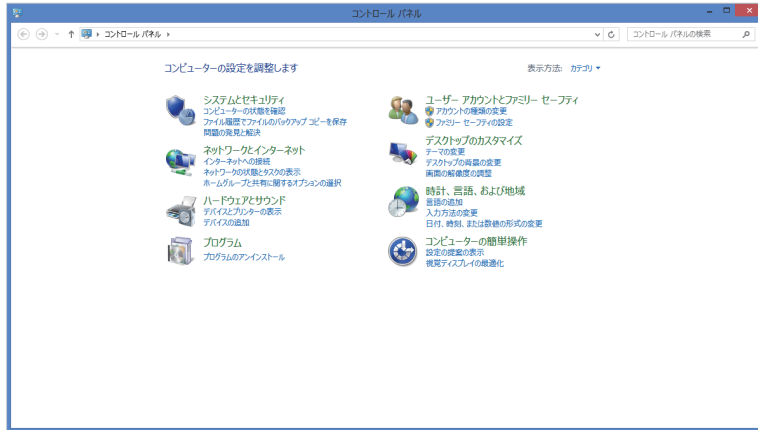 コントロール パネル
コントロール パネル
コントロール パネルの検索
コンピューターの設定を調整します
表示方法: カテゴリ
システムとセキュリティ
コンピューターの状態を確認
ファイル履歴でファイルのバックアップ コピーを保存
問題の発見と解決
ネットワークとインターネット
インターネットへの接続
ネットワークの状態とタスクの表示
ホームグループと共有に関するオプションの選択
ハードウェアとサウンド
デバイスとプリンターの表示
デバイスの追加
プログラム
プログラムのアンインストール
ユーザー アカウントとファミリー セーフティ
アカウントの種類の変更
ファミリー セーフティの設定
デスクトップのカスタマイズ
テーマの変更
デスクトップの背景の変更
画面の解像度の調整
時計、言語、および地域
言語の追加
入力方法の変更
日付、時刻、または数値の形式の変更
コンピューターの簡単操作
設定の提案の表示
視覚ディスプレイの最適化